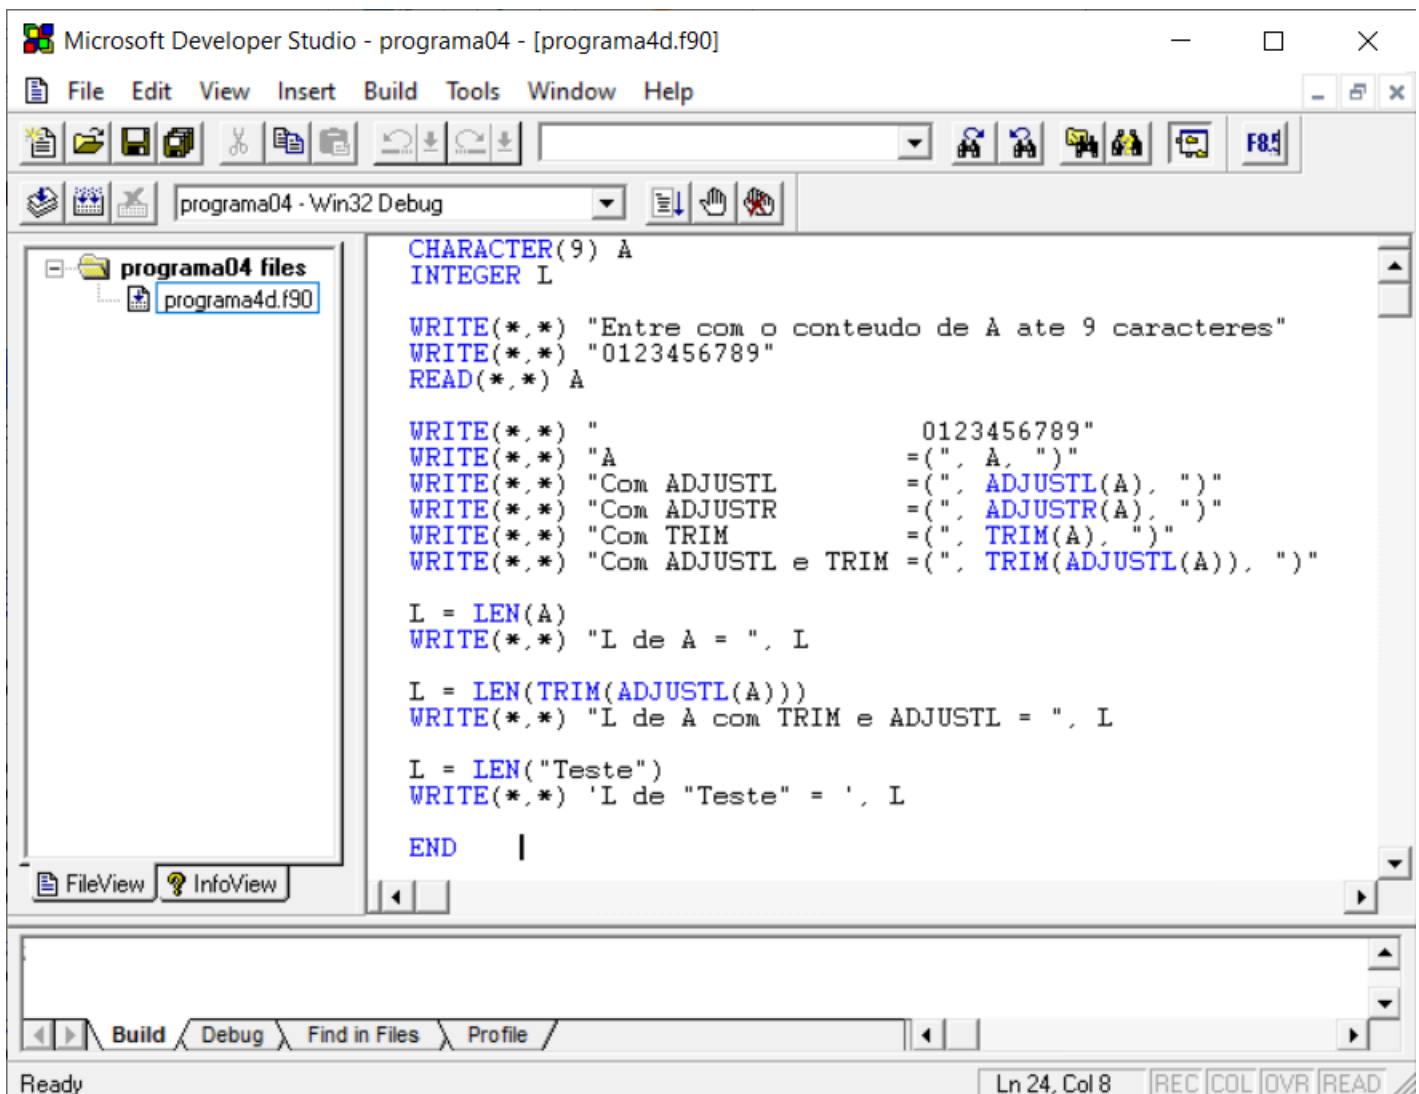 Microsoft Developer Studio - programa04 - [programa4d.f90]
File Edit View Insert Build Tools Window Help
F8.5
programa04 - Win32 Debug
programa04 files
programa4d.f90
FileView InfoView
CHARACTER(9) A
INTEGER L

WRITE(*,*) "Entre com o conteudo de A ate 9 caracteres"
WRITE(*,*) "0123456789"
READ(*,*) A

WRITE(*,*) "                    0123456789"
WRITE(*,*) "A                  =(", A, ")"
WRITE(*,*) "Com ADJUSTL        =(", ADJUSTL(A), ")"
WRITE(*,*) "Com ADJUSTR        =(", ADJUSTR(A), ")"
WRITE(*,*) "Com TRIM           =(", TRIM(A), ")"
WRITE(*,*) "Com ADJUSTL e TRIM =(", TRIM(ADJUSTL(A)), ")"

L = LEN(A)
WRITE(*,*) "L de A = ", L

L = LEN(TRIM(ADJUSTL(A)))
WRITE(*,*) "L de A com TRIM e ADJUSTL = ", L

L = LEN("Teste")
WRITE(*,*) 'L de "Teste" = ', L

END
Build Debug Find in Files Profile
Ready Ln 24, Col 8 REC COL OVR READ